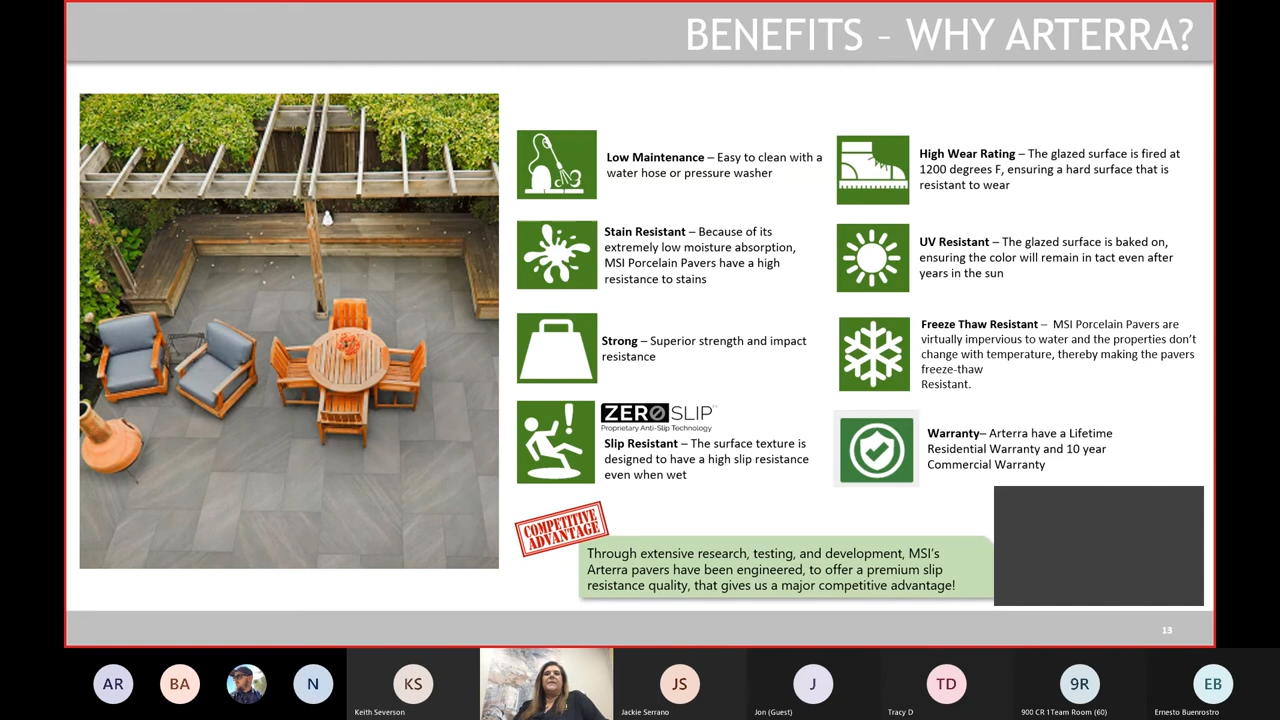 BENEFITS – WHY ARTERRA?
Low Maintenance – Easy to clean with a
water hose or pressure washer
Stain Resistant – Because of its
extremely low moisture absorption,
MSI Porcelain Pavers have a high
resistance to stains
Strong – Superior strength and impact
resistance
ZERO SLIP™
Proprietary Anti-Slip Technology
Slip Resistant – The surface texture is
designed to have a high slip resistance
even when wet
High Wear Rating – The glazed surface is fired at
1200 degrees F, ensuring a hard surface that is
resistant to wear
UV Resistant – The glazed surface is baked on,
ensuring the color will remain in tact even after
years in the sun
Freeze Thaw Resistant – MSI Porcelain Pavers are
virtually impervious to water and the properties don't
change with temperature, thereby making the pavers
freeze-thaw
Resistant.
Warranty– Arterra have a Lifetime
Residential Warranty and 10 year
Commercial Warranty
COMPETITIVE
ADVANTAGE
Through extensive research, testing, and development, MSI's
Arterra pavers have been engineered, to offer a premium slip
resistance quality, that gives us a major competitive advantage!
13
AR
BA
N
KS
Keith Severson
JS
Jackie Serrano
J
Jon (Guest)
TD
Tracy D
9R
900 CR 1Team Room (60)
EB
Ernesto Buenrostro